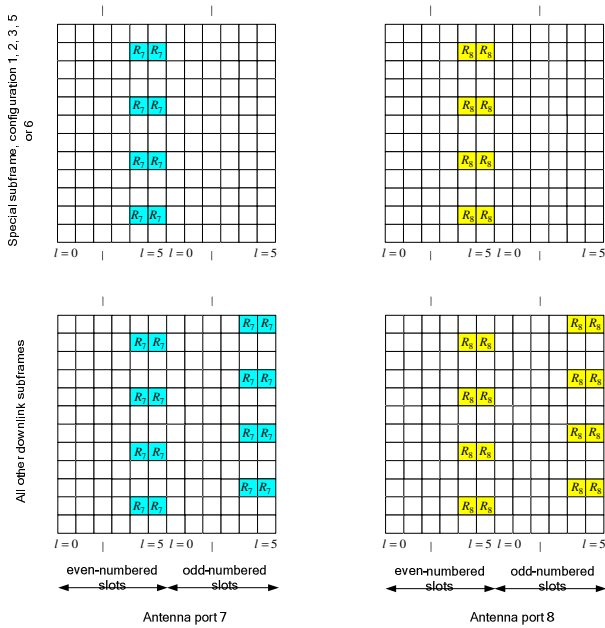 Special subframe, configuration 1, 2, 3, 5
or 6
R7 R7 R8 R8
R7 R7 R8 R8
R7 R7 R8 R8
R7 R7 R8 R8
l = 0 l = 5 l = 0 l = 5 l = 0 l = 5 l = 0 l = 5
All other downlink subframes
R7 R7 R8 R8
R7 R7 R8 R8
R7 R7 R8 R8
R7 R7 R8 R8
R7 R7 R8 R8
R7 R7 R8 R8
R7 R7 R8 R8
R7 R7 R8 R8
l = 0 l = 5 l = 0 l = 5 l = 0 l = 5 l = 0 l = 5
even-numbered
slots
odd-numbered
slots
even-numbered
slots
odd-numbered
slots
Antenna port 7
Antenna port 8